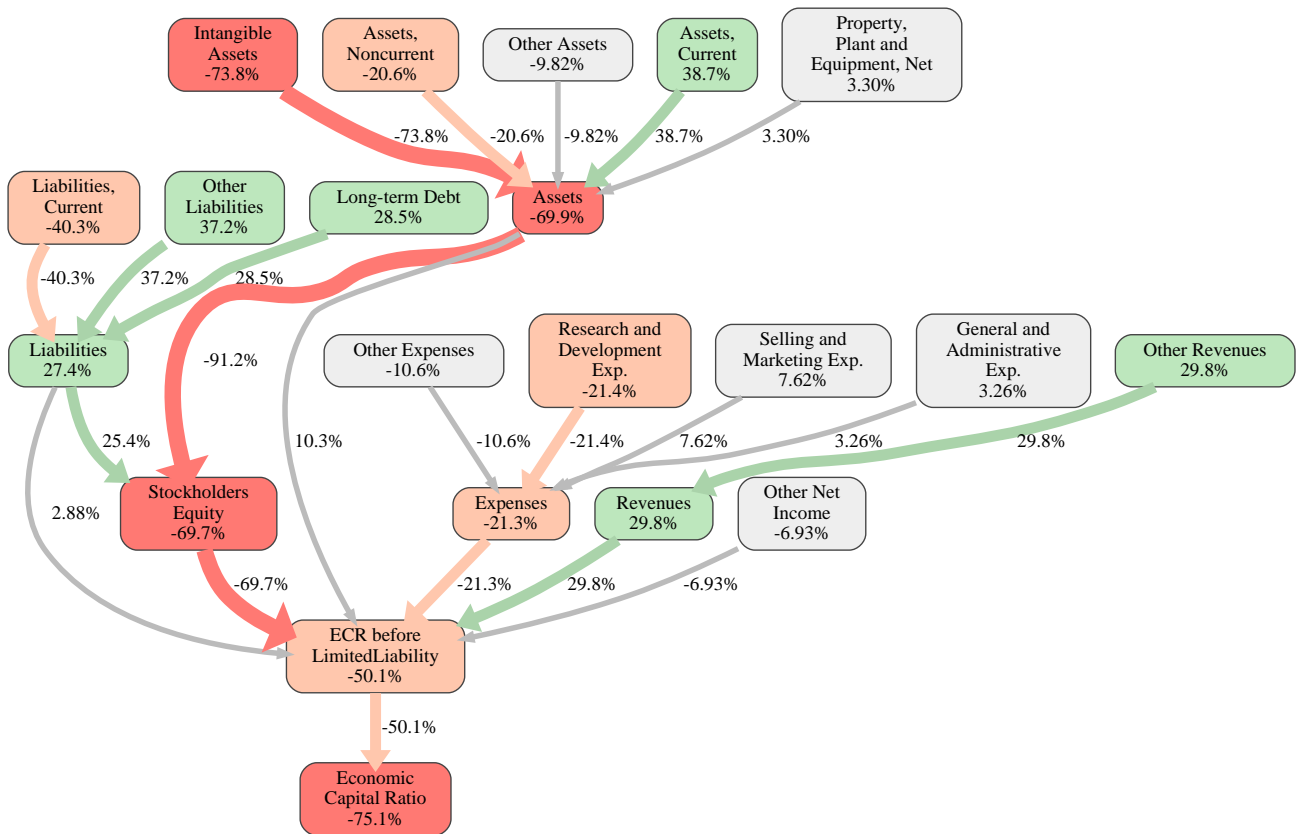 Intangible
Assets
-73.8%
Assets,
Noncurrent
-20.6%
Other Assets
-9.82%
Assets,
Current
38.7%
Property,
Plant and
Equipment, Net
3.30%
-73.8%
-20.6%
-9.82%
38.7%
3.30%
Liabilities,
Current
-40.3%
Other
Liabilities
37.2%
Long-term Debt
28.5%
Assets
-69.9%
-40.3%
37.2%
28.5%
Liabilities
27.4%
-91.2%
Other Expenses
-10.6%
Research and
Development
Exp.
-21.4%
Selling and
Marketing Exp.
7.62%
General and
Administrative
Exp.
3.26%
Other Revenues
29.8%
25.4%
10.3%
-10.6%
-21.4%
7.62%
3.26%
29.8%
2.88%
Stockholders
Equity
-69.7%
Expenses
-21.3%
Revenues
29.8%
Other Net
Income
-6.93%
-69.7%
-21.3%
29.8%
-6.93%
ECR before
LimitedLiability
-50.1%
-50.1%
Economic
Capital Ratio
-75.1%